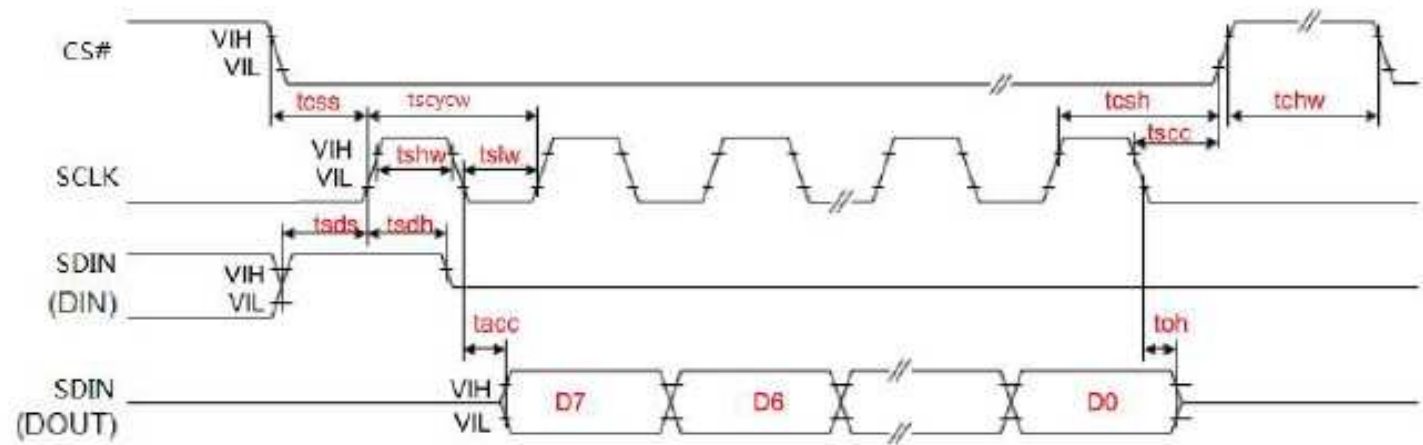 CS#
VIH
VIL
tcss
tscycw
tcsh
tchw
tscc
SCLK
VIH
VIL
tshw
tslw
tsds
tsdh
SDIN
(DIN)
VIH
VIL
tacc
toh
SDIN
(DOUT)
VIH
VIL
D7
D6
D0